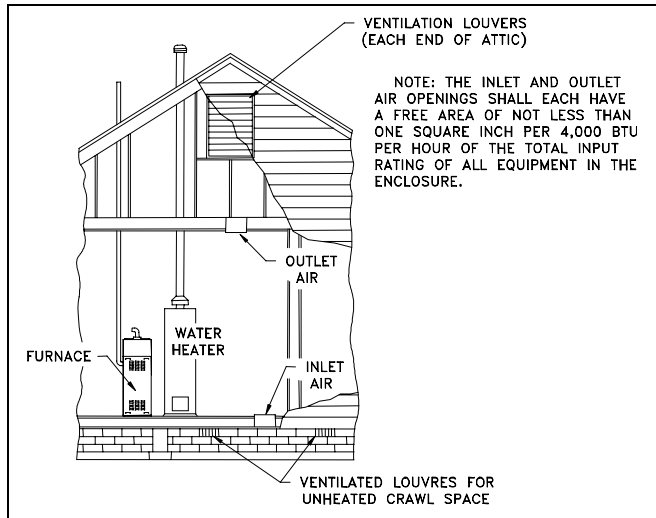 VENTILATION LOUVERS
(EACH END OF ATTIC)
NOTE: THE INLET AND OUTLET
AIR OPENINGS SHALL EACH HAVE
A FREE AREA OF NOT LESS THAN
ONE SQUARE INCH PER 4,000 BTU
PER HOUR OF THE TOTAL INPUT
RATING OF ALL EQUIPMENT IN THE
ENCLOSURE.
OUTLET
AIR
WATER
HEATER
FURNACE
INLET
AIR
VENTILATED LOUVRES FOR
UNHEATED CRAWL SPACE